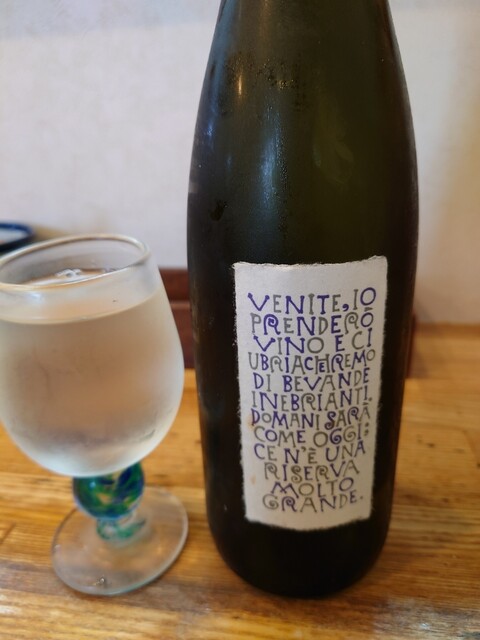 VENITE, IO
PRENDERÒ
VINO E CI
UBRIACHEREMO
DI BEVANDE
INEBRIANTI.
DOMANI SARÀ
COME OGGI;
CE N'È UNA
RISERVA
MOLTO
GRANDE.